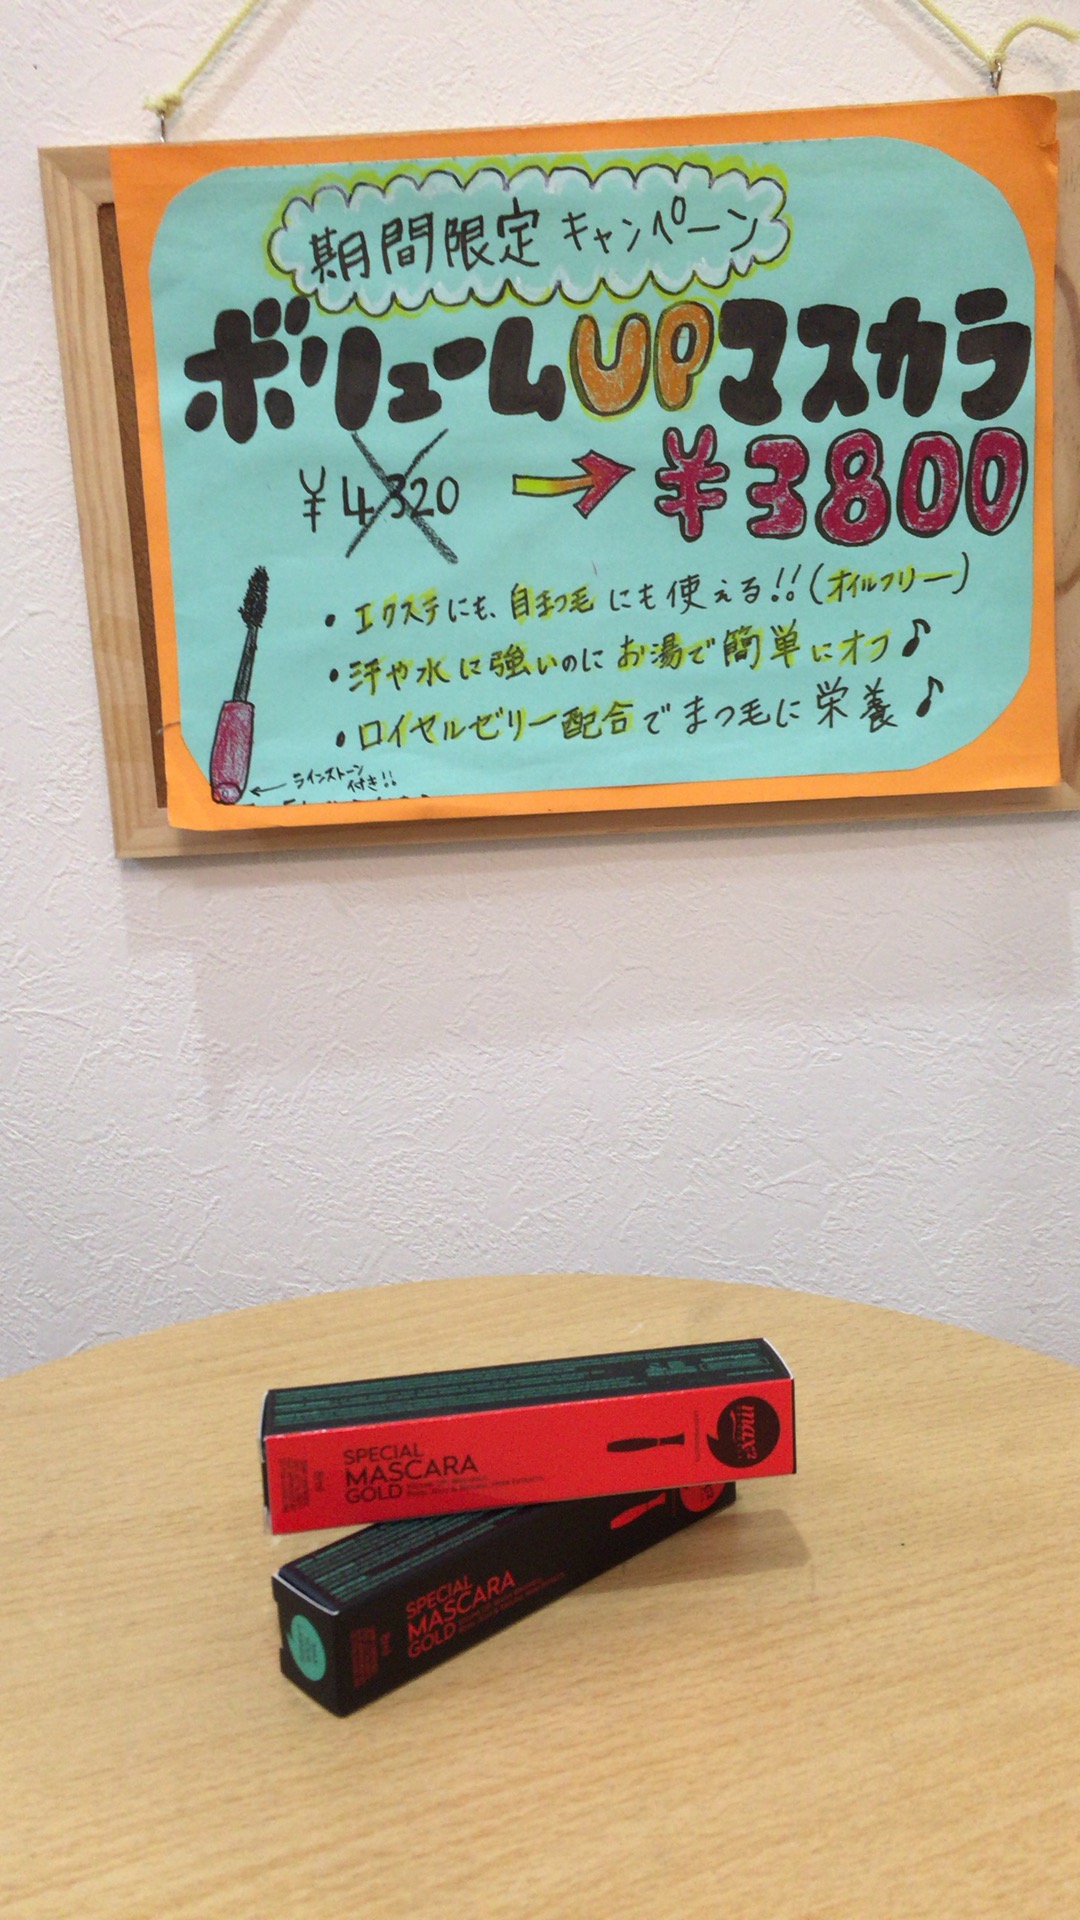 期間限定 キャンペーン
ボリュームUPマスカラ
¥4320 → ¥3800
・エクステにも、自まつ毛にも使える!!(オイルフリー)
・汗や水に強いのにお湯で簡単にオフ♪
・ロイヤルゼリー配合でまつ毛に栄養♪
← ラインストーン
付き!!
SPECIAL
MASCARA
GOLD
max2
SPECIAL
MASCARA
GOLD